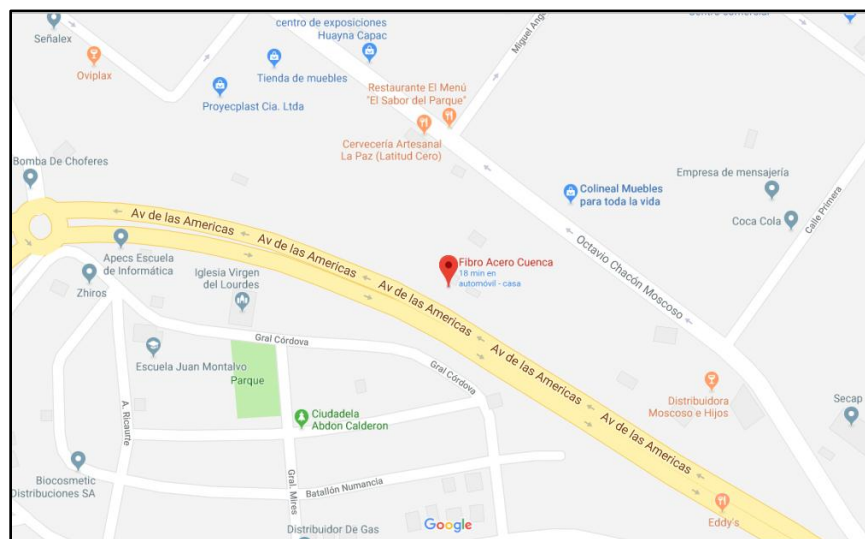 Señalex
Oviplax
centro de exposiciones
Huayna Capac
Tienda de muebles
Proyecplast Cia. Ltda
Restaurante El Menú
"El Sabor del Parque"
Cervecería Artesanal
La Paz (Latitud Cero)
Miguel Ang
Bomba De Choferes
Colineal Muebles
para toda la vida
Empresa de mensajería
Coca Cola
Calle Primera
Octavio Chacón Moscoso
Av de las Americas
Av de las Americas
Av de las Americas
Av de las Americas
Av de las Americas
Apecs Escuela
de Informática
Zhiros
Iglesia Virgen
del Lourdes
Fibro Acero Cuenca
18 min en
automóvil - casa
Gral Córdova
Gral Córdova
Escuela Juan Montalvo
Parque
A. Ricaurte
Ciudadela
Abdon Calderon
Gral. Mires
Batallón Numancia
Biocosmetic
Distribuciones SA
Distribuidor De Gas
Google
Distribuidora
Moscoso e Hijos
Secap
Eddy's